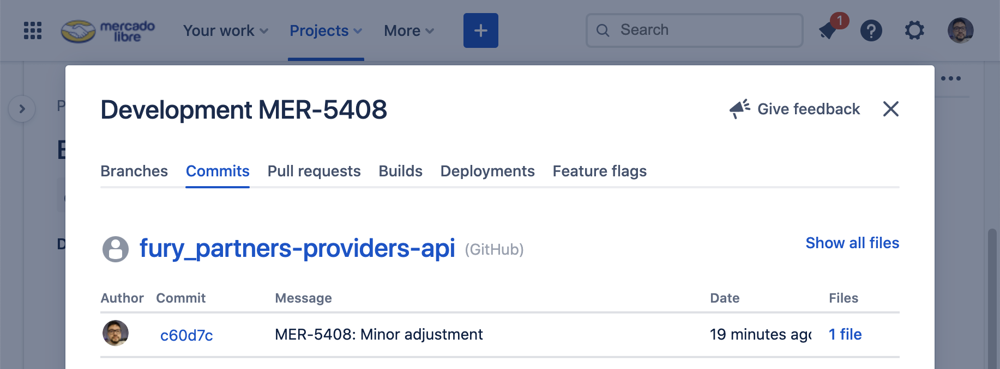 mercado
libre
Your work
Projects
More
Search
1
Development MER-5408
Give feedback
Branches
Commits
Pull requests
Builds
Deployments
Feature flags
fury_partners-providers-api (GitHub)
Show all files
Author Commit Message Date Files
c60d7c MER-5408: Minor adjustment 19 minutes ago 1 file